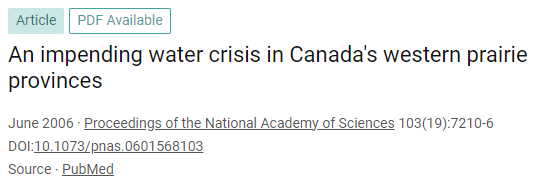 Article PDF Available
An impending water crisis in Canada's western prairie
provinces
June 2006 · Proceedings of the National Academy of Sciences 103(19):7210-6
DOI:10.1073/pnas.0601568103
Source · PubMed